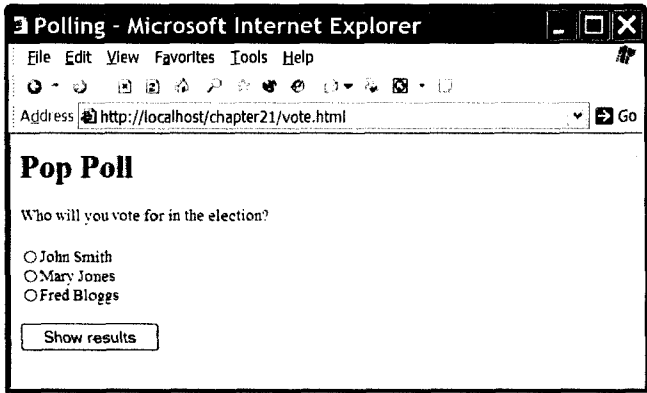 Polling - Microsoft Internet Explorer
File Edit View Favorites Tools Help
Address http://localhost/chapter21/vote.html Go
Pop Poll
Who will you vote for in the election?
John Smith
Mary Jones
Fred Bloggs
Show results